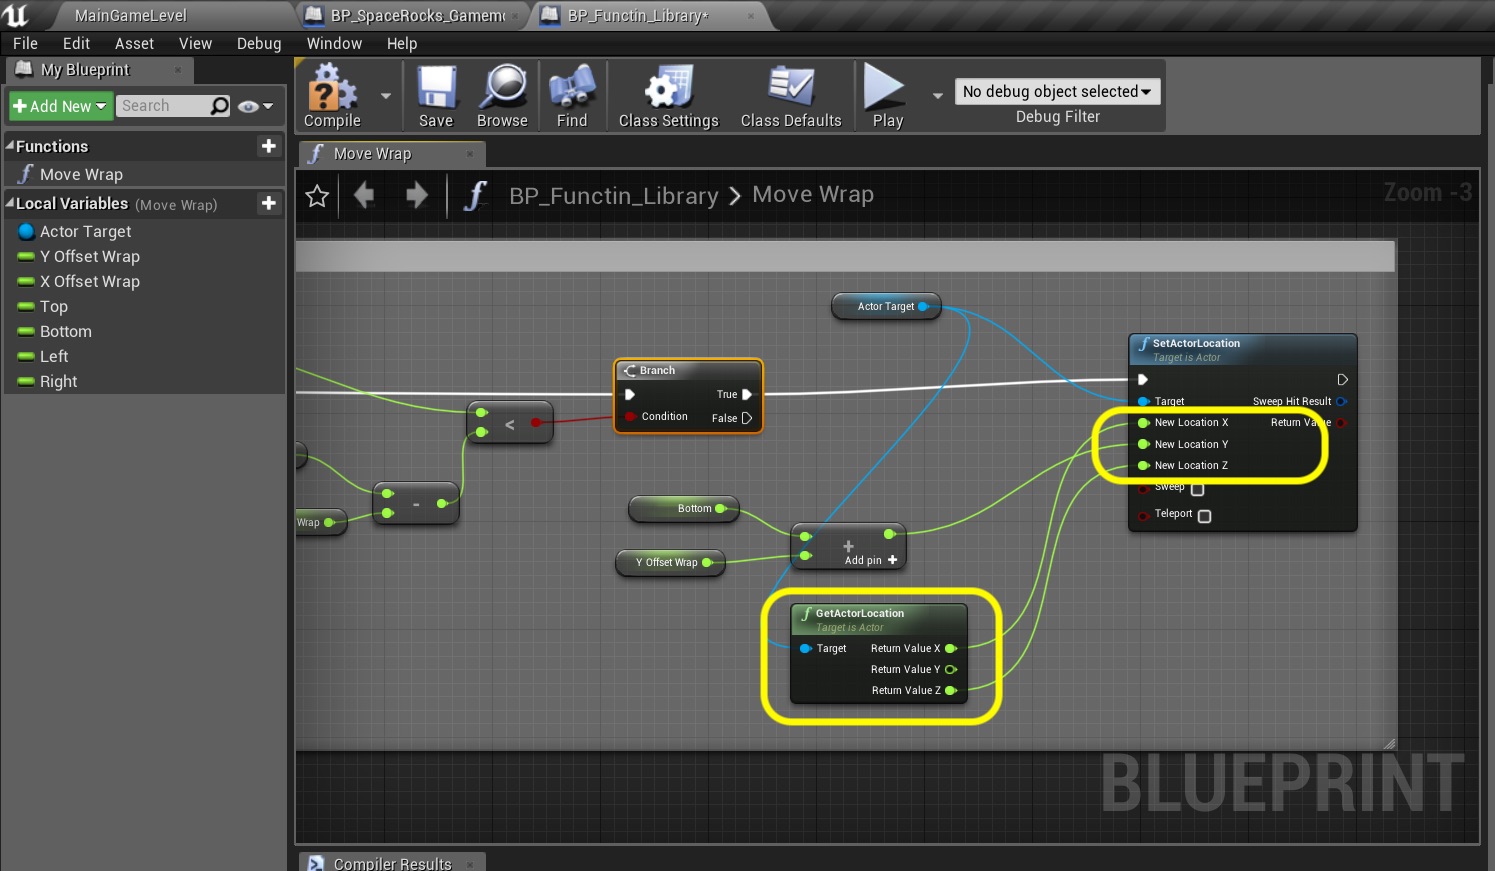 MainGameLevel
BP_SpaceRocks_Gamem
BP_Functin_Library*
File Edit Asset View Debug Window Help
My Blueprint
Add New
Search
Functions
Move Wrap
Local Variables (Move Wrap)
Actor Target
Y Offset Wrap
X Offset Wrap
Top
Bottom
Left
Right
Compile
Save
Browse
Find
Class Settings
Class Defaults
Play
No debug object selected
Debug Filter
Move Wrap
BP_Functin_Library > Move Wrap
Zoom -3
Actor Target
Branch
True
Condition
False
<
-
Wrap
Bottom
Y Offset Wrap
+
Add pin +
SetActorLocation
Target is Actor
Target
Sweep Hit Result
New Location X
Return Value
New Location Y
New Location Z
Sweep
Teleport
GetActorLocation
Target is Actor
Target
Return Value X
Return Value Y
Return Value Z
BLUEPRINT
Compiler Results